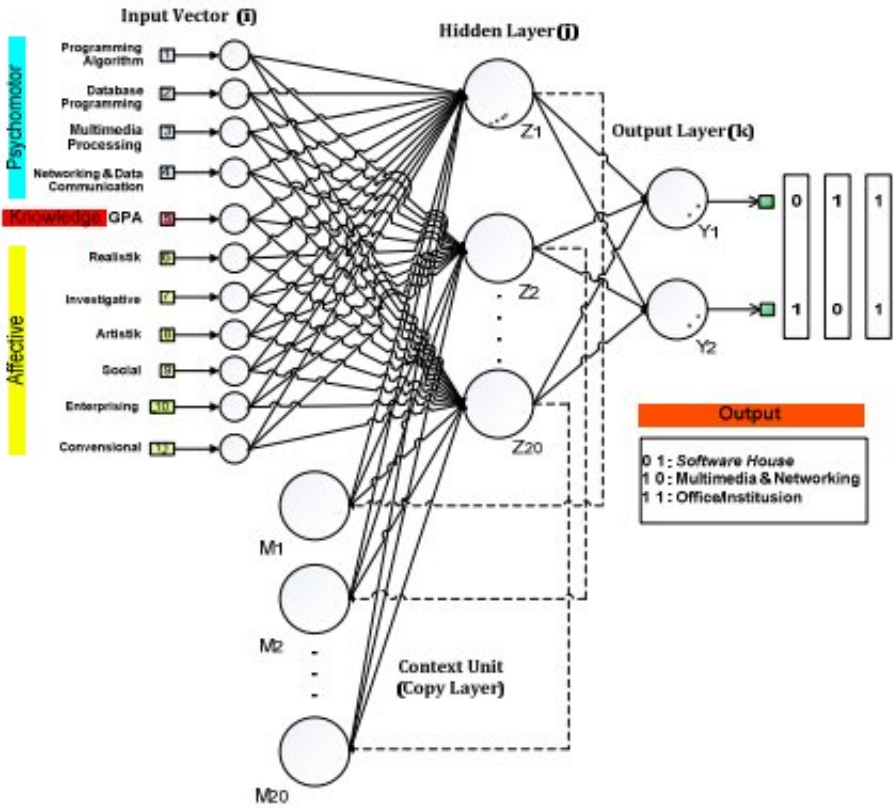 Input Vector (i)
Hidden Layer(j)
Output Layer(k)
Psychomotor
Programming
Algorithm
1
Database
Programming
2
Multimedia
Processing
3
Networking & Data
Communication
4
Knowledge
GPA
5
Affective
Realistik
6
Investigative
7
Artistik
8
Social
9
Enterprising
10
Convensional
Z1
Z2
Z20
Y1
Y2
0 1 1
1 0 1
Output
0 1 : Software House
1 0 : Multimedia & Networking
1 1 : Office/Institusion
M1
M2
M20
Context Unit
(Copy Layer)